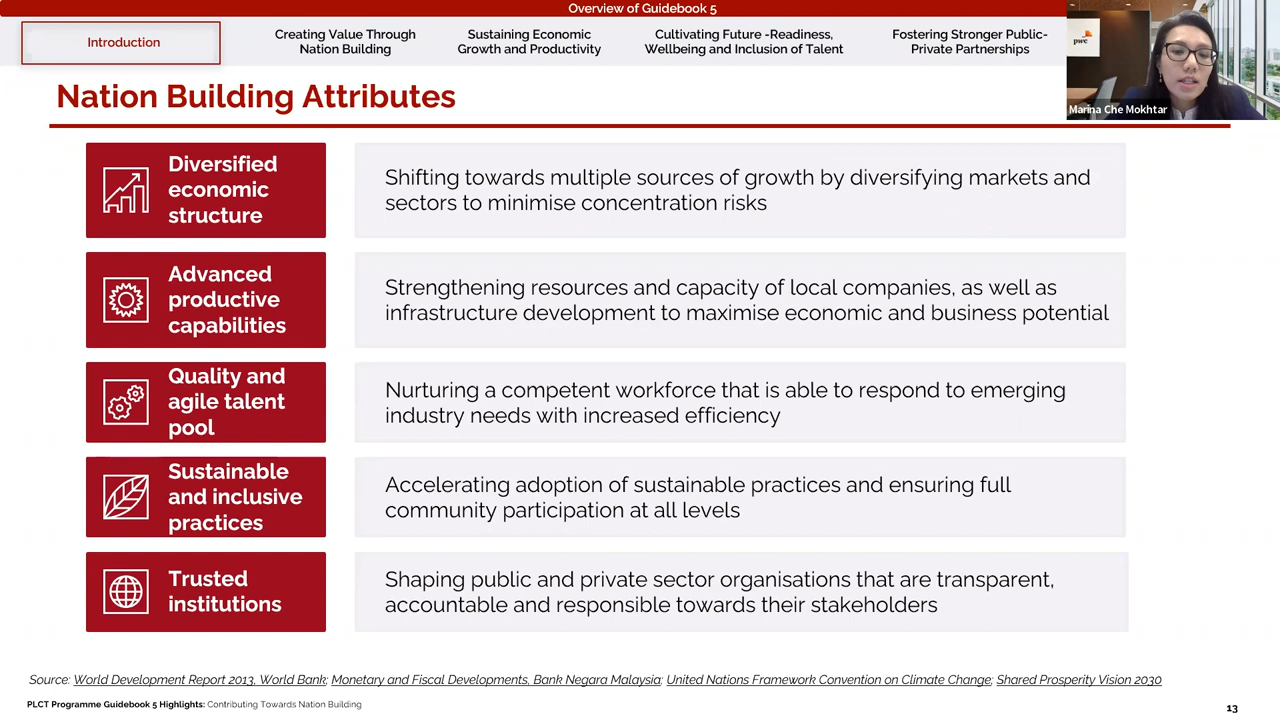 Overview of Guidebook 5
Introduction
Creating Value Through
Nation Building
Sustaining Economic
Growth and Productivity
Cultivating Future -Readiness,
Wellbeing and Inclusion of Talent
Fostering Stronger Public-
Private Partnerships
pwc
Marina Che Mokhtar
Nation Building Attributes
Diversified
economic
structure
Shifting towards multiple sources of growth by diversifying markets and
sectors to minimise concentration risks
Advanced
productive
capabilities
Strengthening resources and capacity of local companies, as well as
infrastructure development to maximise economic and business potential
Quality and
agile talent
pool
Nurturing a competent workforce that is able to respond to emerging
industry needs with increased efficiency
Sustainable
and inclusive
practices
Accelerating adoption of sustainable practices and ensuring full
community participation at all levels
Trusted
institutions
Shaping public and private sector organisations that are transparent,
accountable and responsible towards their stakeholders
Source: World Development Report 2013, World Bank; Monetary and Fiscal Developments, Bank Negara Malaysia; United Nations Framework Convention on Climate Change; Shared Prosperity Vision 2030
PLCT Programme Guidebook 5 Highlights: Contributing Towards Nation Building
13